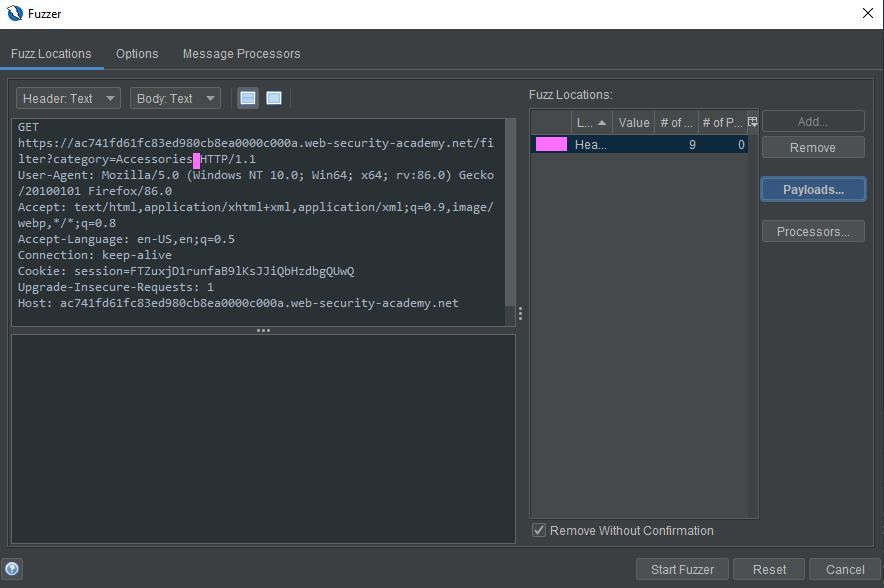 Fuzzer
Fuzz Locations Options Message Processors
Header: Text Body: Text
GET
https://ac741fd61fc83ed980cb8ea0000c000a.web-security-academy.net/fi
lter?category=Accessories HTTP/1.1
User-Agent: Mozilla/5.0 (Windows NT 10.0; Win64; x64; rv:86.0) Gecko
/20100101 Firefox/86.0
Accept: text/html,application/xhtml+xml,application/xml;q=0.9,image/
webp,*/*;q=0.8
Accept-Language: en-US,en;q=0.5
Connection: keep-alive
Cookie: session=FTZuxjD1runfaB9lKsJJiQbHzdbgQUwQ
Upgrade-Insecure-Requests: 1
Host: ac741fd61fc83ed980cb8ea0000c000a.web-security-academy.net
Fuzz Locations:
L... Value # of ... # of P...
Hea... 9 0
Add...
Remove
Payloads...
Processors...
Remove Without Confirmation
Start Fuzzer Reset Cancel